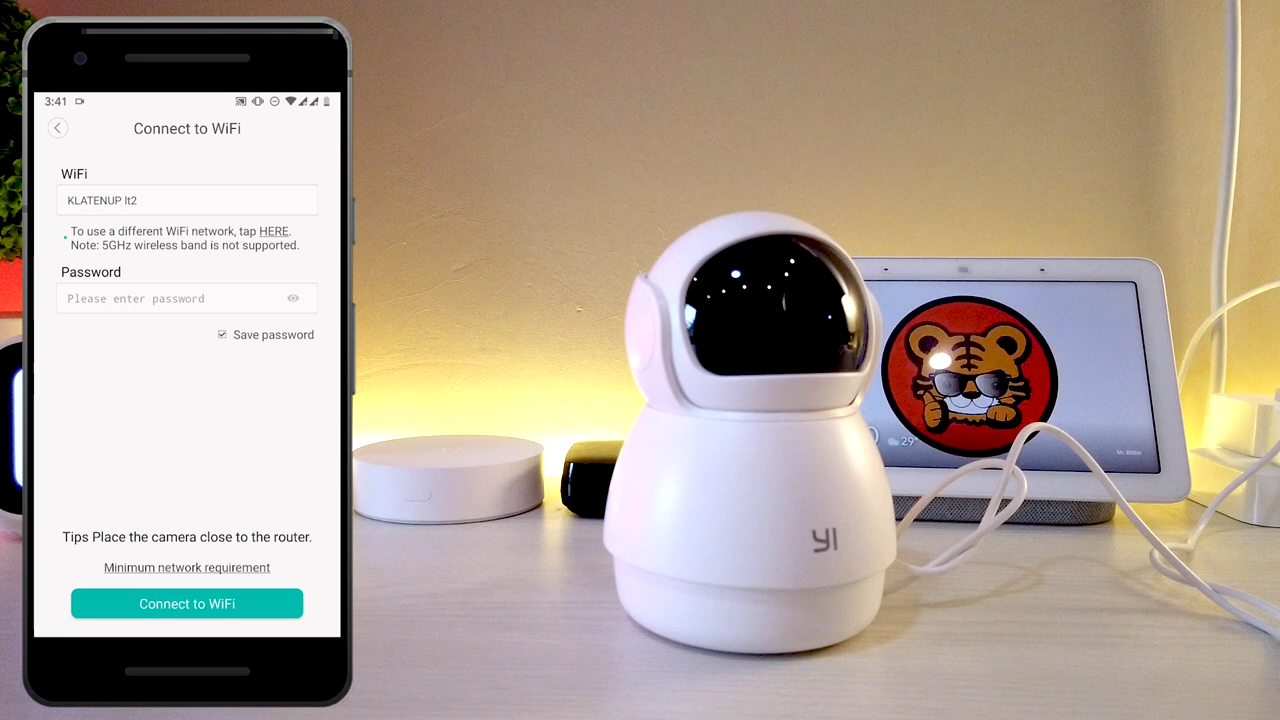 3:41
Connect to WiFi
WiFi
KLATENUP lt2
To use a different WiFi network, tap HERE.
Note: 5GHz wireless band is not supported.
Password
Please enter password
Save password
Tips Place the camera close to the router.
Minimum network requirement
Connect to WiFi
YI
29°